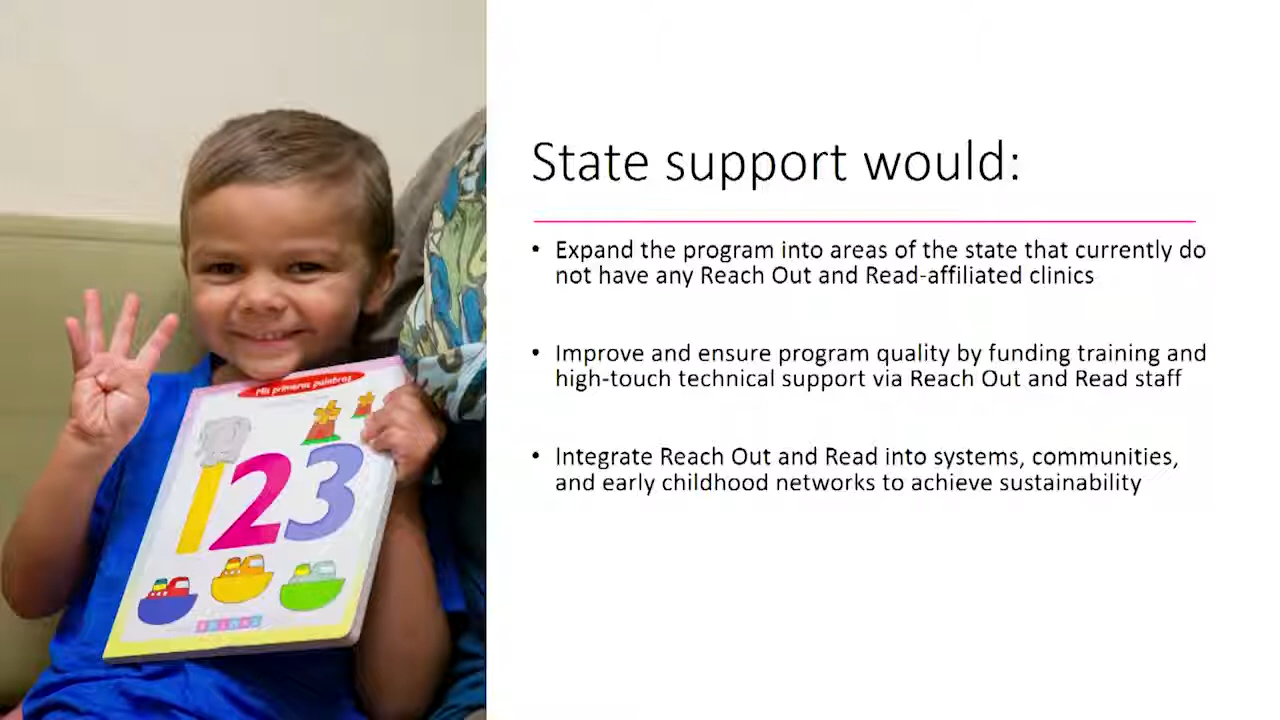 State support would:
• Expand the program into areas of the state that currently do
not have any Reach Out and Read-affiliated clinics
• Improve and ensure program quality by funding training and
high-touch technical support via Reach Out and Read staff
• Integrate Reach Out and Read into systems, communities,
and early childhood networks to achieve sustainability
Mis primeras palabras
123